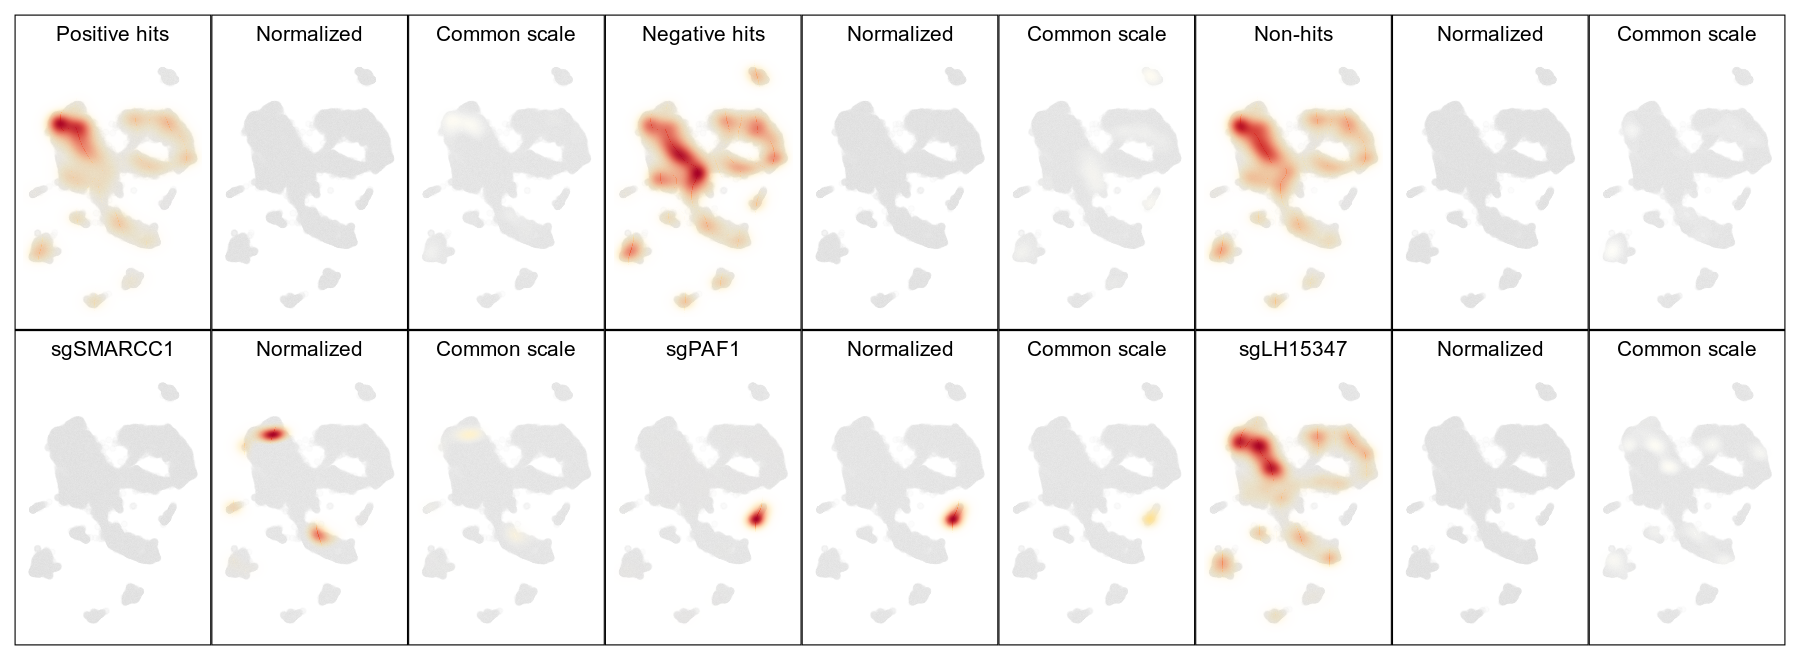 Positive hits
Normalized
Common scale
Negative hits
Normalized
Common scale
Non-hits
Normalized
Common scale
sgSMARCC1
Normalized
Common scale
sgPAF1
Normalized
Common scale
sgLH15347
Normalized
Common scale